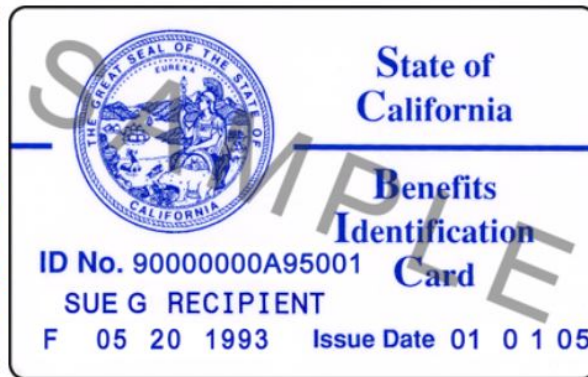 THE GREAT SEAL OF THE STATE OF CALIFORNIA
EUREKA
State of
California
Benefits
Identification
Card
SAMPLE
ID No. 90000000A95001
SUE G RECIPIENT
F 05 20 1993 Issue Date 01 0 1 05